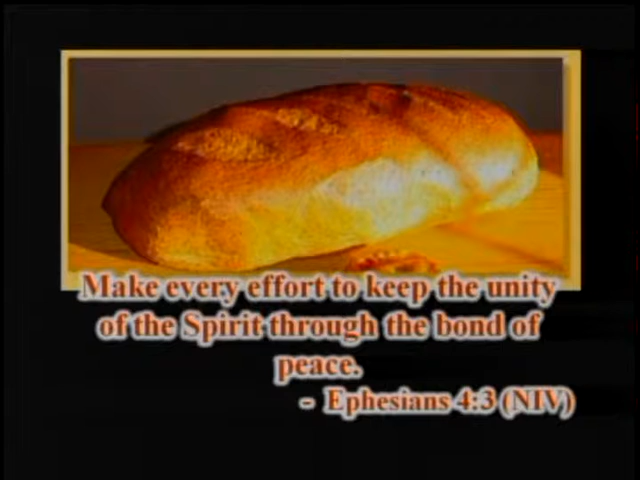 Make every effort to keep the unity
of the Spirit through the bond of
peace.
- Ephesians 4:3 (NIV)